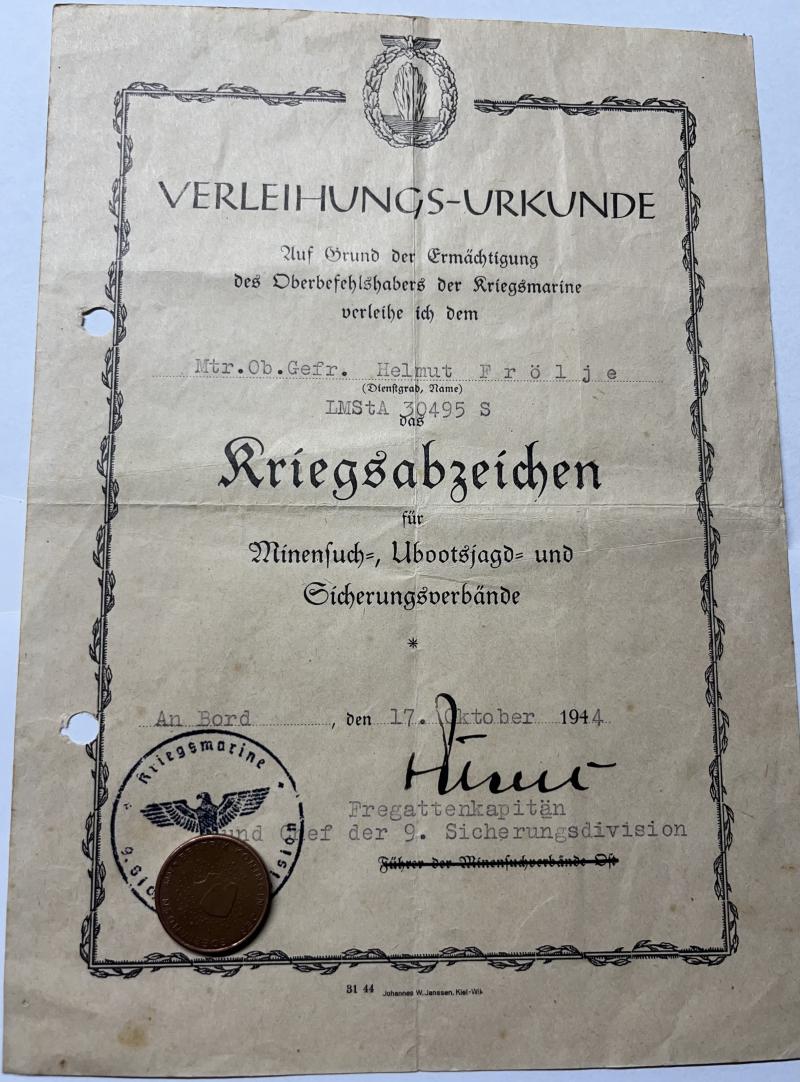 VERLEIHUNGS-URKUNDE
Auf Grund der Ermächtigung
des Oberbefehlshabers der Kriegsmarine
verleihe ich dem
Mtr.Ob.Gefr. Helmut F r ö l j e
(Dienstgrad, Name)
LMStA 30495 S
das
Kriegsabzeichen
für
Minensuch=, Ubootsjagd= und
Sicherungsverbände
*
An Bord, den 17. Oktober 1944
Kriegsmarine
Fregattenkapitän
und Chef der 9. Sicherungsdivision
Führer der Minensuchverbände Ost
31 44 Johannes W. Janssen, Kiel-Wik